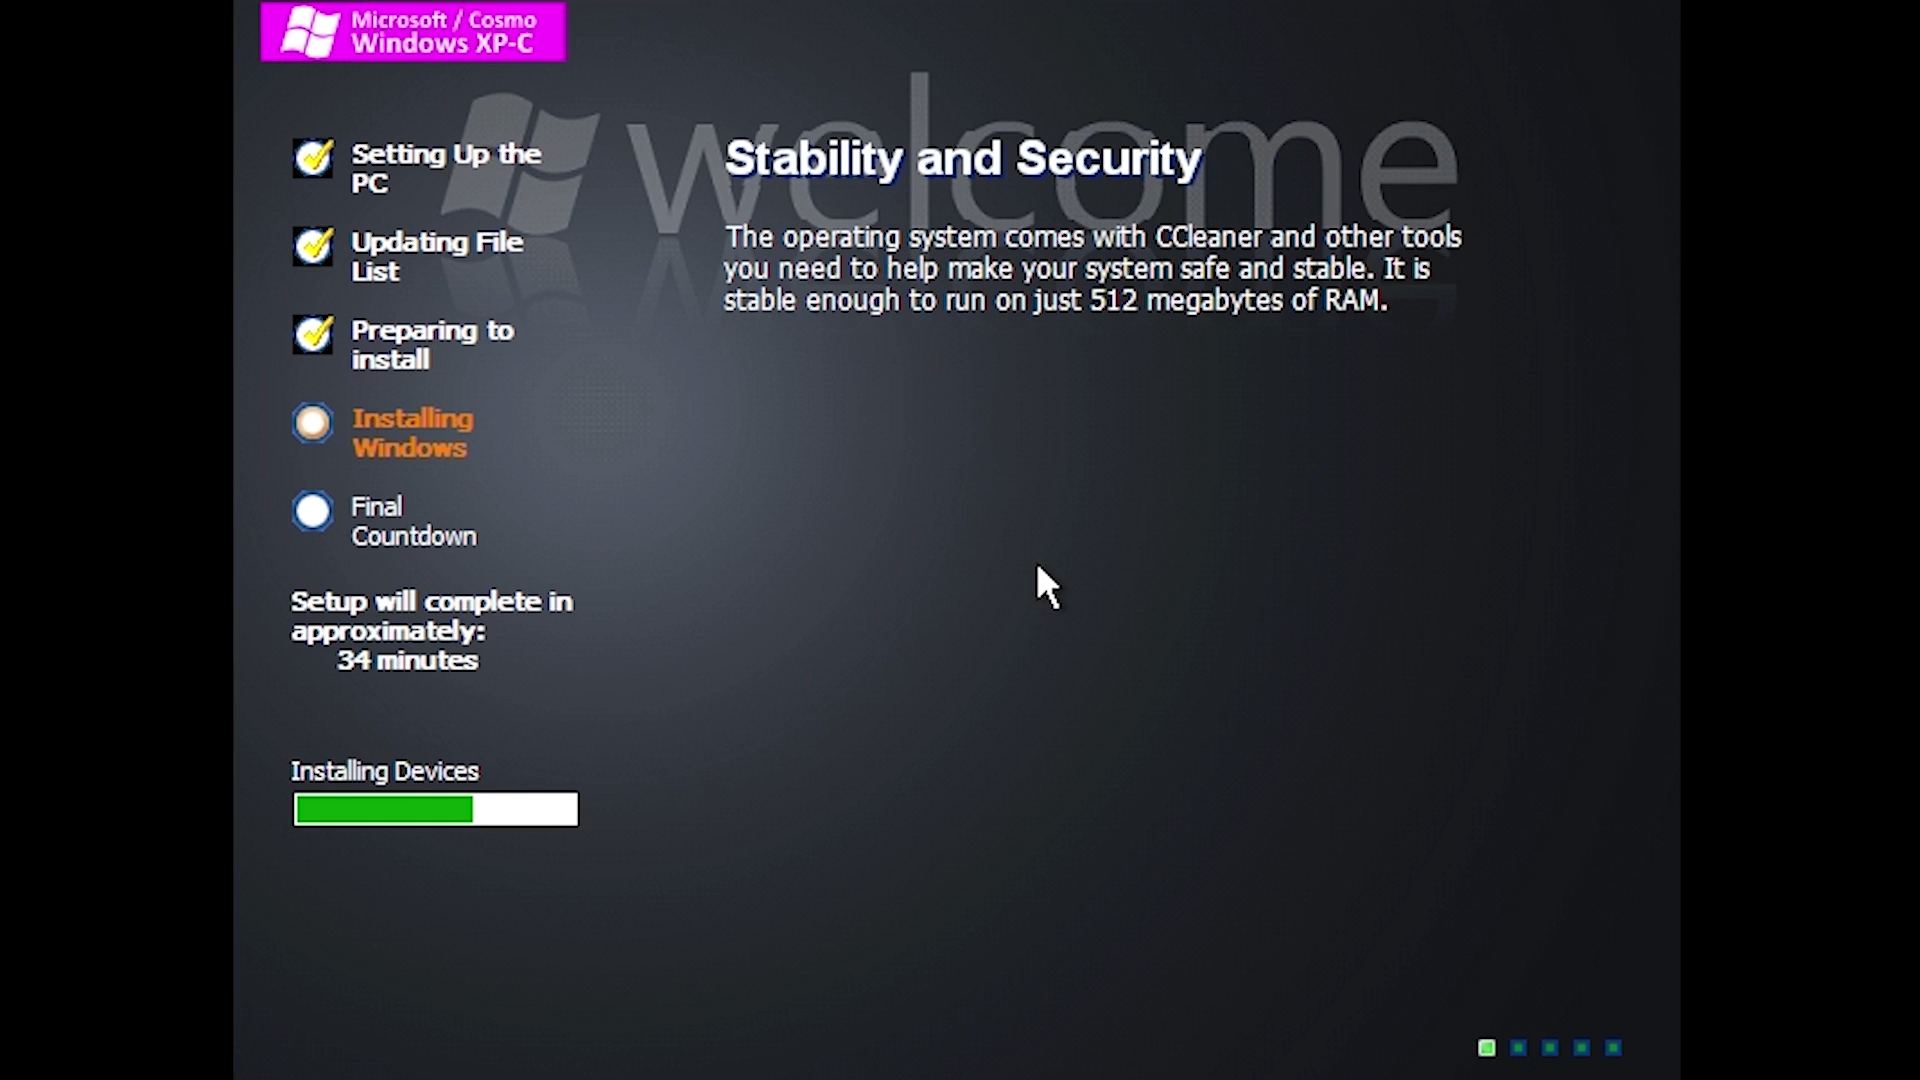 Microsoft / Cosmo
Windows XP-C
welcome
Setting Up the
PC
Updating File
List
Preparing to
install
Installing
Windows
Final
Countdown
Setup will complete in
approximately:
34 minutes
Installing Devices
Stability and Security
The operating system comes with CCleaner and other tools
you need to help make your system safe and stable. It is
stable enough to run on just 512 megabytes of RAM.